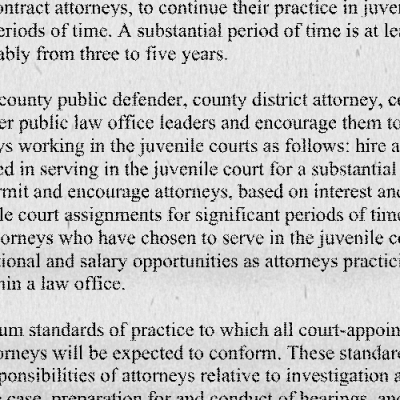 ontract attorneys, to continue their practice in juven
eriods of time. A substantial period of time is at lea
ably from three to five years.
county public defender, county district attorney, c
er public law office leaders and encourage them to
ys working in the juvenile courts as follows: hire a
ed in serving in the juvenile court for a substantial
rmit and encourage attorneys, based on interest an
le court assignments for significant periods of time
torneys who have chosen to serve in the juvenile c
tional and salary opportunities as attorneys practici
hin a law office.
um standards of practice to which all court-appoin
orneys will be expected to conform. These standar
ponsibilities of attorneys relative to investigation a
case, preparation for and conduct of hearings, and